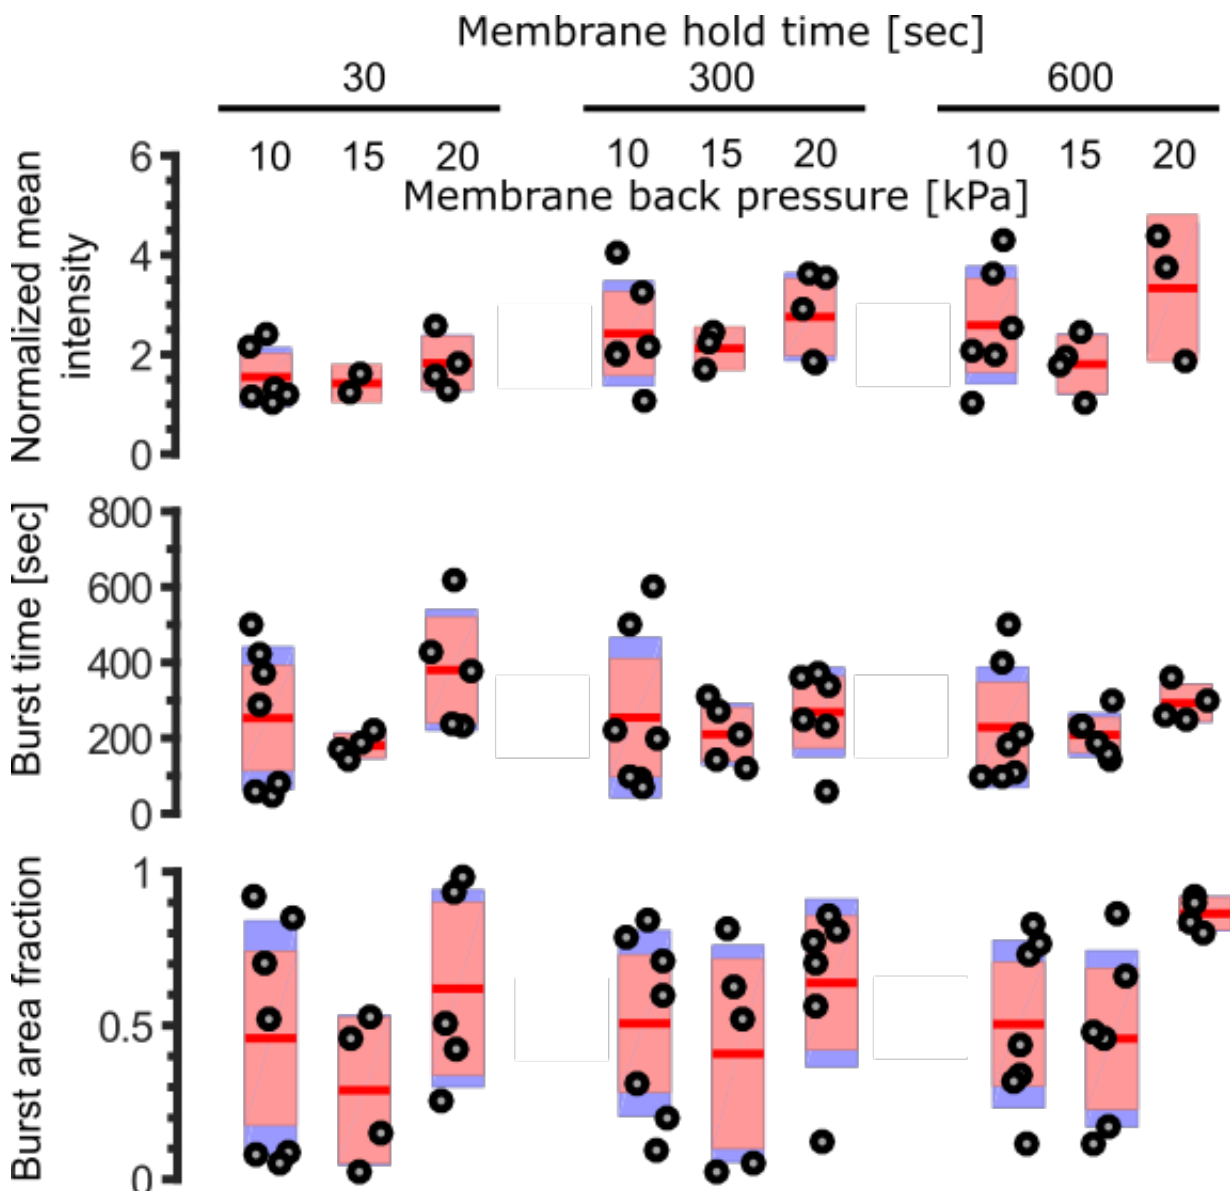 Membrane hold time [sec]
30 300 600
10 15 20 10 15 20 10 15 20
Membrane back pressure [kPa]
Normalized mean
intensity
6
4
2
0
Burst time [sec]
800
600
400
200
0
Burst area fraction
1
0.5
0